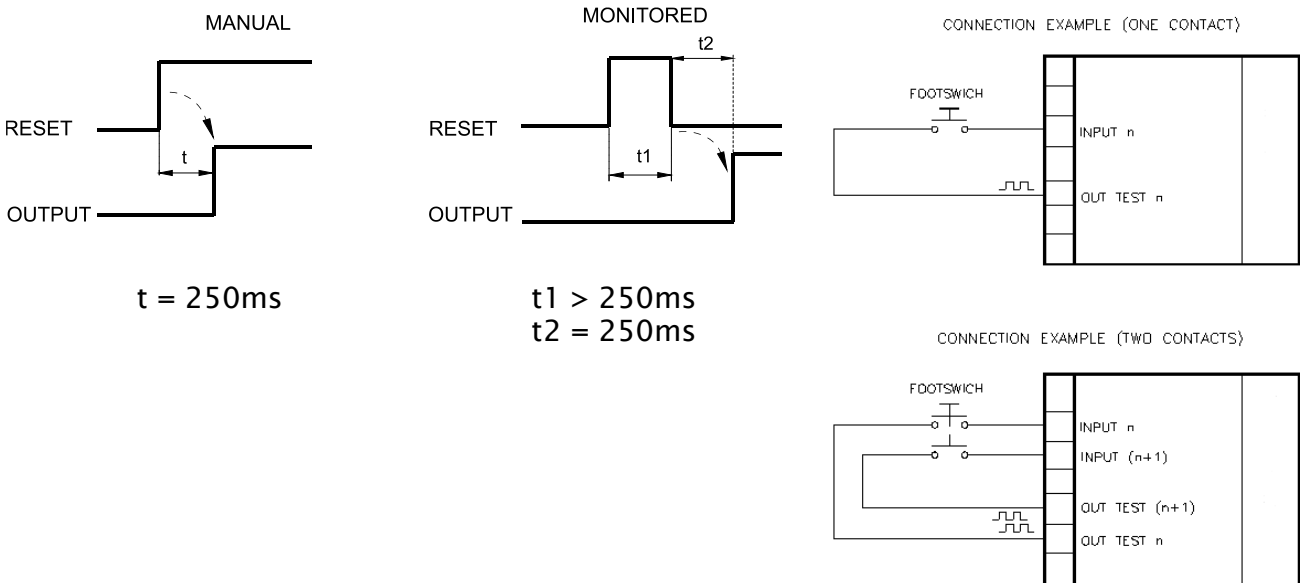 MANUAL
RESET
t
OUTPUT
t = 250ms
MONITORED
t2
RESET
t1
OUTPUT
t1 > 250ms
t2 = 250ms
CONNECTION EXAMPLE (ONE CONTACT)
FOOTSWICH
INPUT n
OUT TEST n
CONNECTION EXAMPLE (TWO CONTACTS)
FOOTSWICH
INPUT n
INPUT (n+1)
OUT TEST (n+1)
OUT TEST n